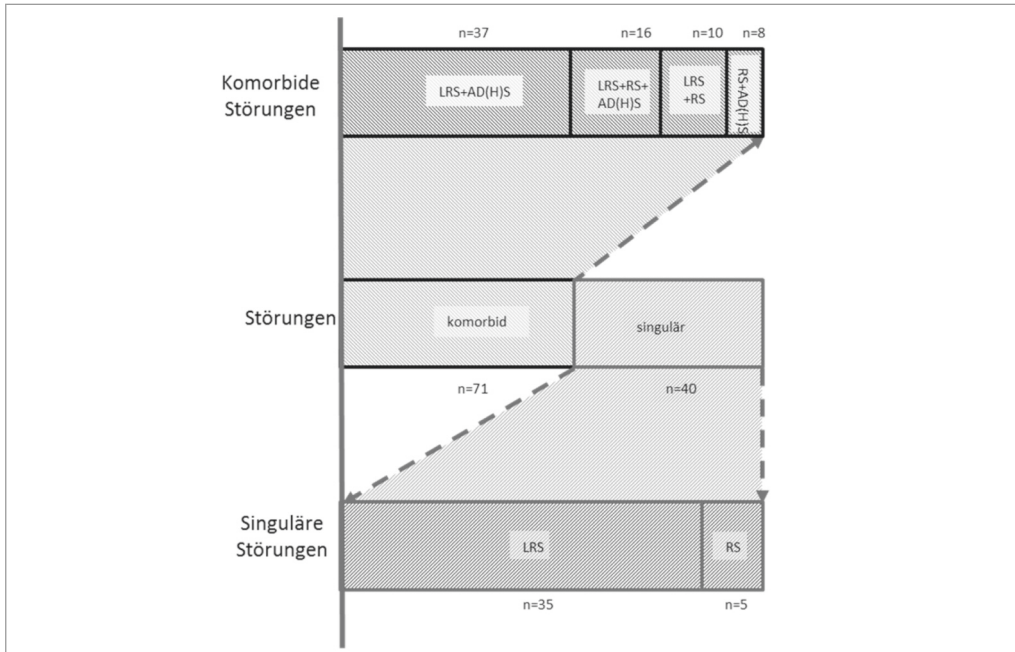 n=37
n=16
n=10
n=8
Komorbide
Störungen
LRS+AD(H)S
LRS+RS+
AD(H)S
LRS
+RS
RS+AD(H)S
Störungen
komorbid
singulär
n=71
n=40
Singuläre
Störungen
LRS
RS
n=35
n=5